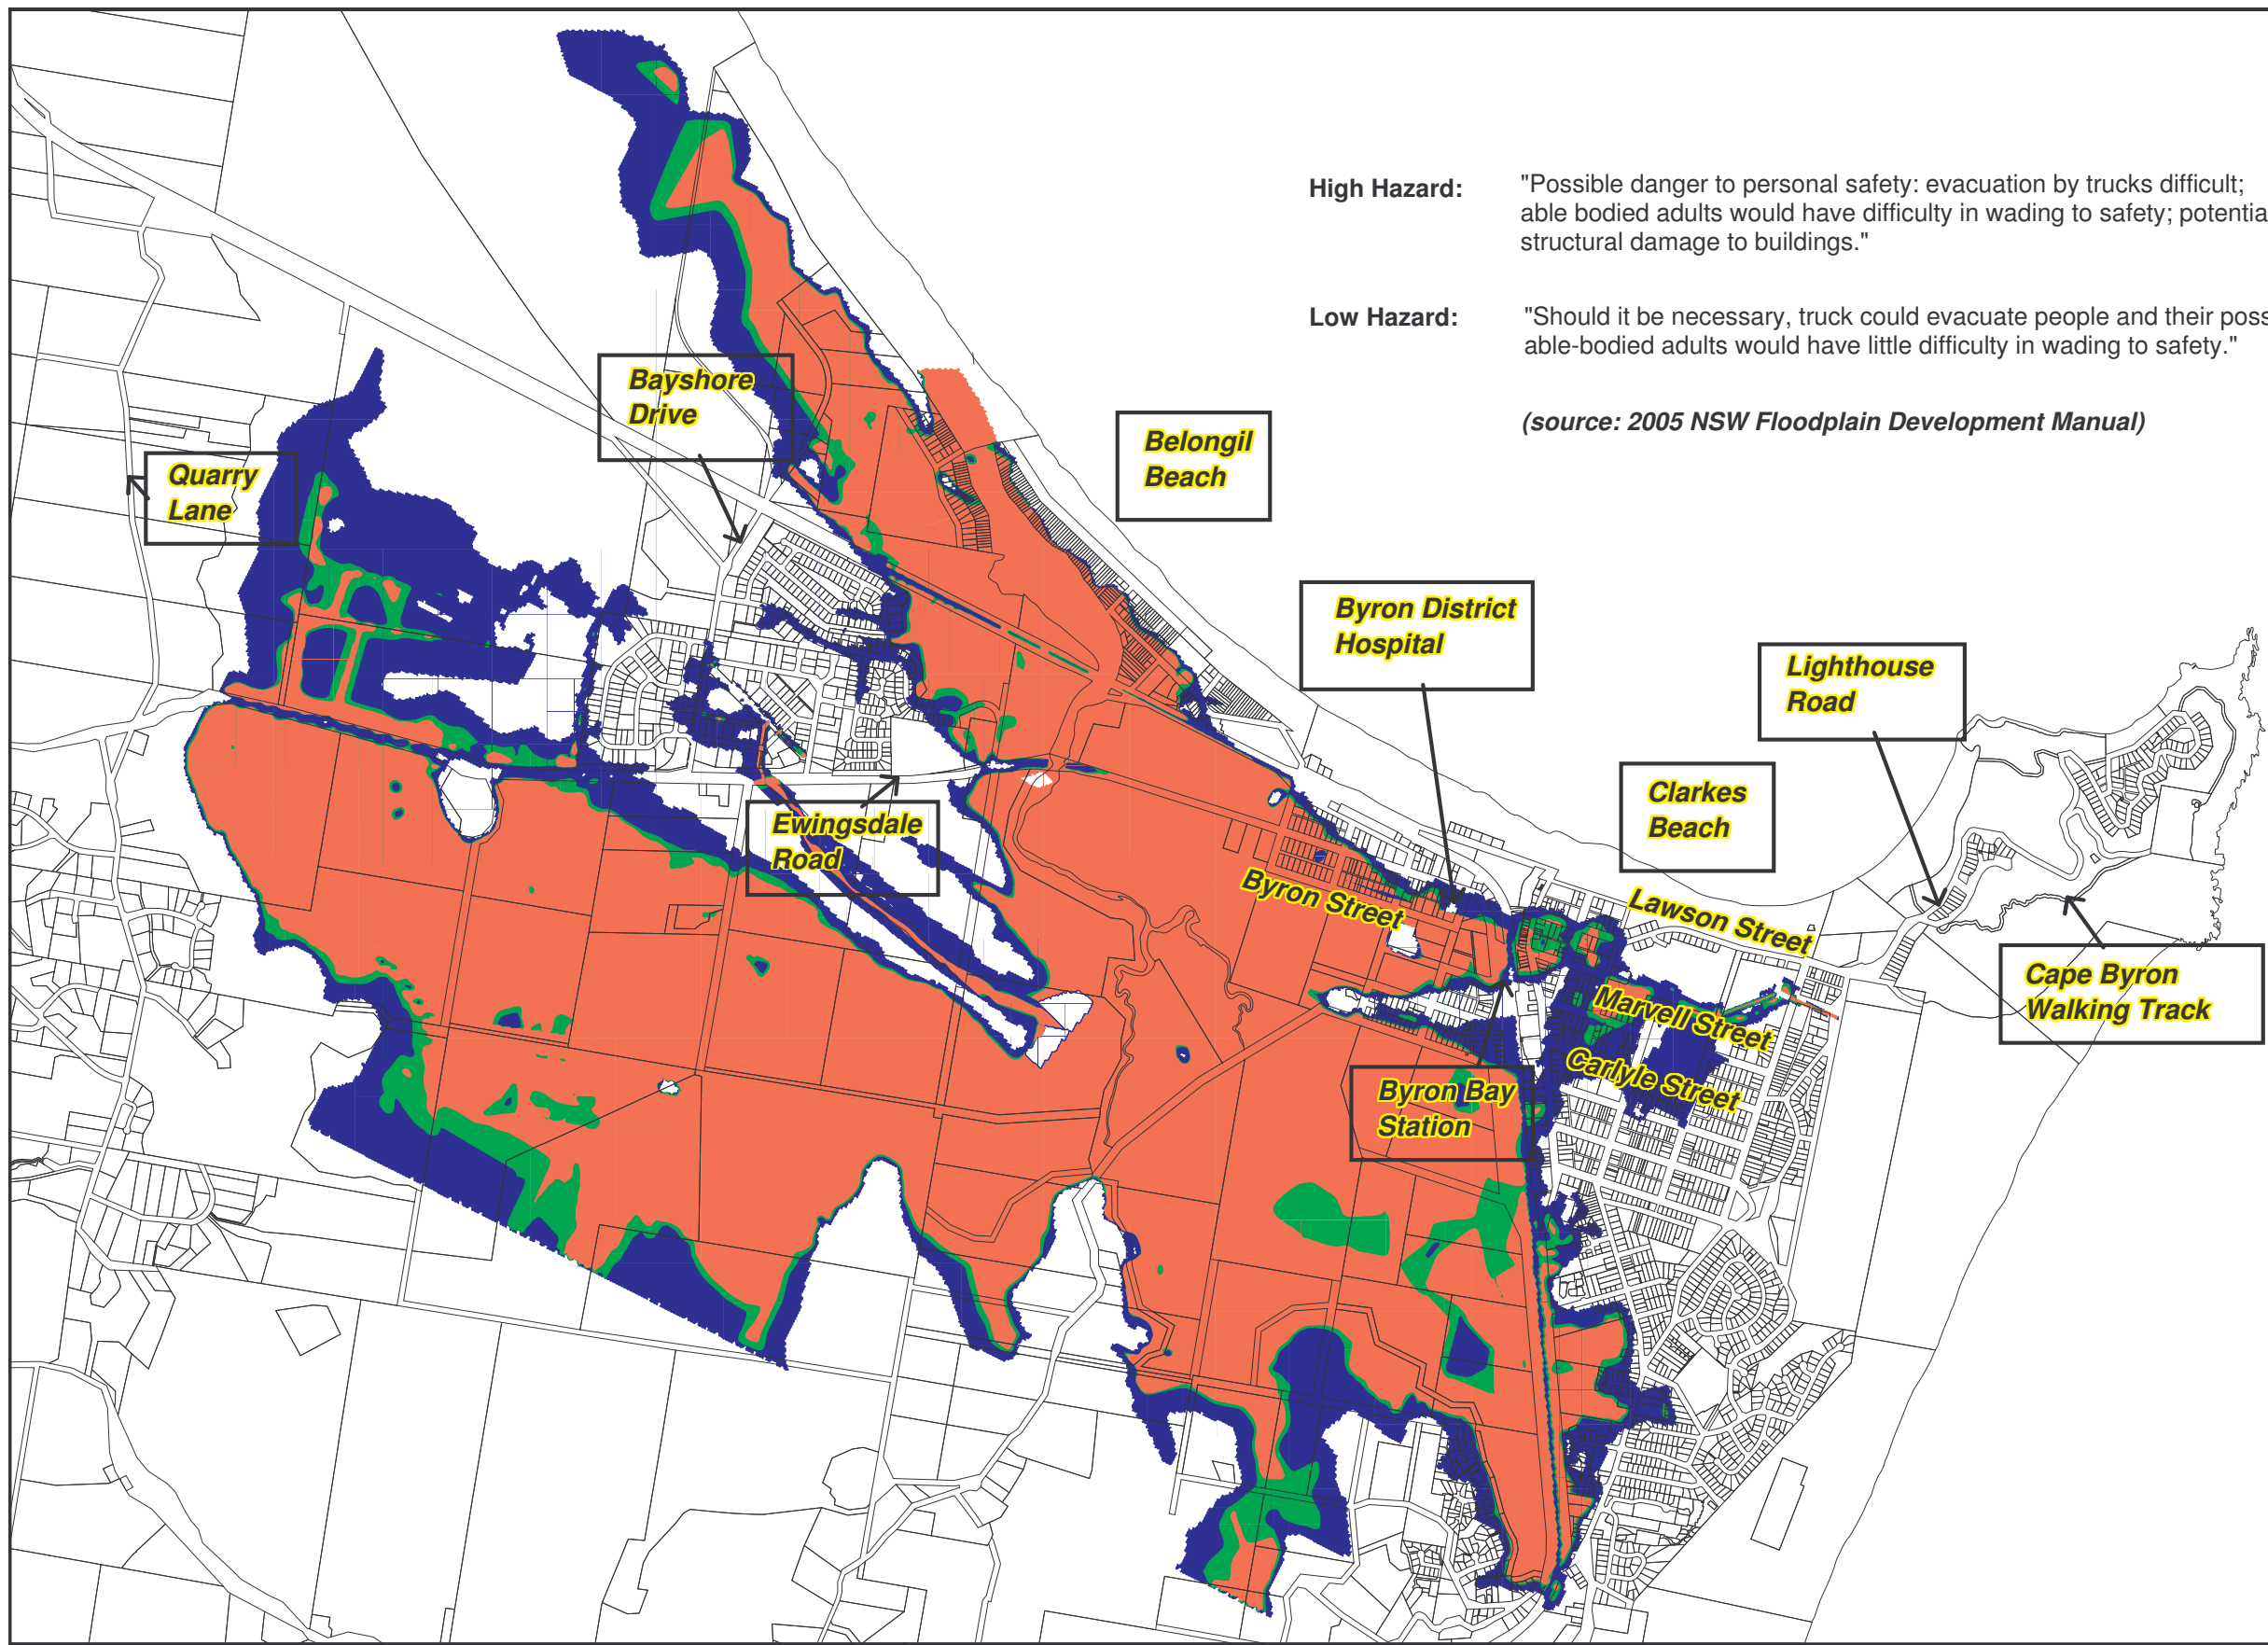 High Hazard:
"Possible danger to personal safety: evacuation by trucks difficult;
able bodied adults would have difficulty in wading to safety;
structural damage to buildings."
Low Hazard:
"Should it be necessary, truck could evacuate people and their
able-bodied adults would have little difficulty in wading to safety."
(source: 2005 NSW Floodplain Development Manual)
Bayshore
Drive
Belongil
Beach
Quarry
Lane
Byron District
Hospital
Lighthouse
Road
Clarkes
Beach
Ewingsdale
Road
Byron Street
Lawson Street
Cape Byron
Walking Track
Marvell Street
Carlyle Street
Byron Bay
Station